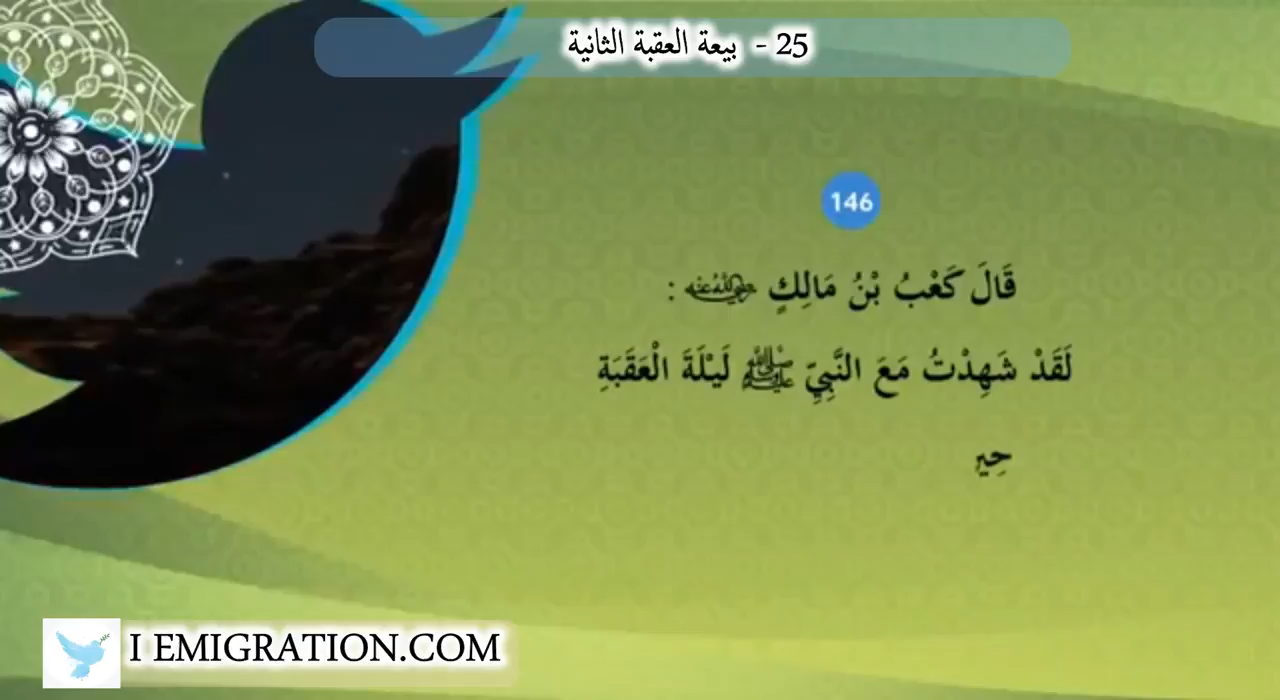 25 - بيعة العقبة الثانية
146
قَالَ كَعْبُ بْنُ مَالِكٍ رضي الله عنه :
لَقَدْ شَهِدْتُ مَعَ النَّبِيِّ ﷺ لَيْلَةَ الْعَقَبَةِ
I EMIGRATION.COM